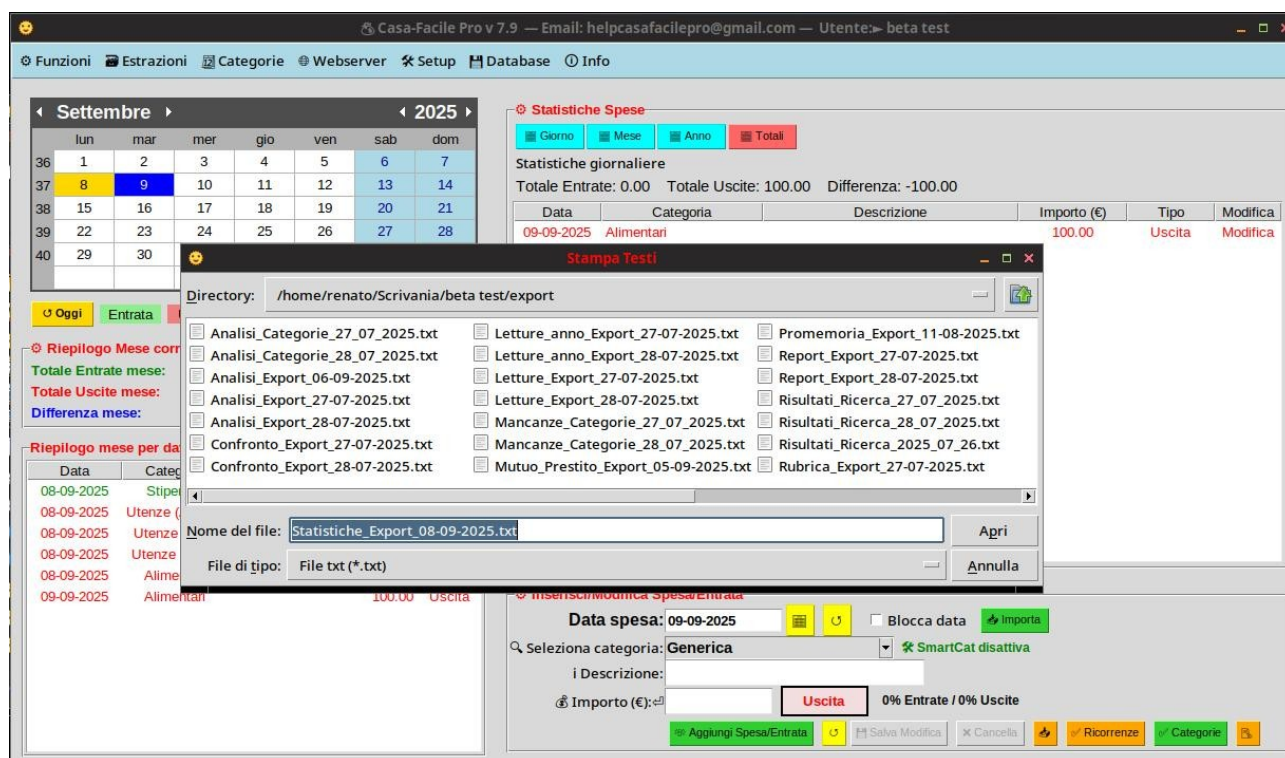 Casa-Facile Pro v 7.9 — Email: helpcasafacilepro@gmail.com — Utente:► beta test
Funzioni Estrazioni Categorie Webserver Setup Database Info
Settembre 2025
lun mar mer gio ven sab dom
36 1 2 3 4 5 6 7
37 8 9 10 11 12 13 14
38 15 16 17 18 19 20 21
39 22 23 24 25 26 27 28
40 29 30
Oggi Entrata
Riepilogo Mese corr
Totale Entrate mese:
Totale Uscite mese:
Differenza mese:
Riepilogo mese per da
Data Categ
08-09-2025 Stipe
08-09-2025 Utenze (
08-09-2025 Utenze
08-09-2025 Utenze
08-09-2025 Alime
09-09-2025 Alimentari 100.00 Uscita
Statistiche Spese
Giorno Mese Anno Totali
Statistiche giornaliere
Totale Entrate: 0.00 Totale Uscite: 100.00 Differenza: -100.00
Data Categoria Descrizione Importo (€) Tipo Modifica
09-09-2025 Alimentari 100.00 Uscita Modifica
Stampa Testi
Directory: /home/renato/Scrivania/beta test/export
Analisi_Categorie_27_07_2025.txt Letture_anno_Export_27-07-2025.txt Promemoria_Export_11-08-2025.txt
Analisi_Categorie_28_07_2025.txt Letture_anno_Export_28-07-2025.txt Report_Export_27-07-2025.txt
Analisi_Export_06-09-2025.txt Letture_Export_27-07-2025.txt Report_Export_28-07-2025.txt
Analisi_Export_27-07-2025.txt Letture_Export_28-07-2025.txt Risultati_Ricerca_27_07_2025.txt
Analisi_Export_28-07-2025.txt Mancanze_Categorie_27_07_2025.txt Risultati_Ricerca_28_07_2025.txt
Confronto_Export_27-07-2025.txt Mancanze_Categorie_28_07_2025.txt Risultati_Ricerca_2025_07_26.txt
Confronto_Export_28-07-2025.txt Mutuo_Prestito_Export_05-09-2025.txt Rubrica_Export_27-07-2025.txt
Nome del file: Statistiche_Export_08-09-2025.txt Apri
File di tipo: File txt (*.txt) Annulla
Inserisci/Modifica Spesa/Entrata
Data spesa: 09-09-2025 Blocca data Importa
Seleziona categoria: Generica SmartCat disattiva
i Descrizione:
Importo (€): Uscita 0% Entrate / 0% Uscite
Aggiungi Spesa/Entrata Salva Modifica Cancella Ricorrenze Categorie